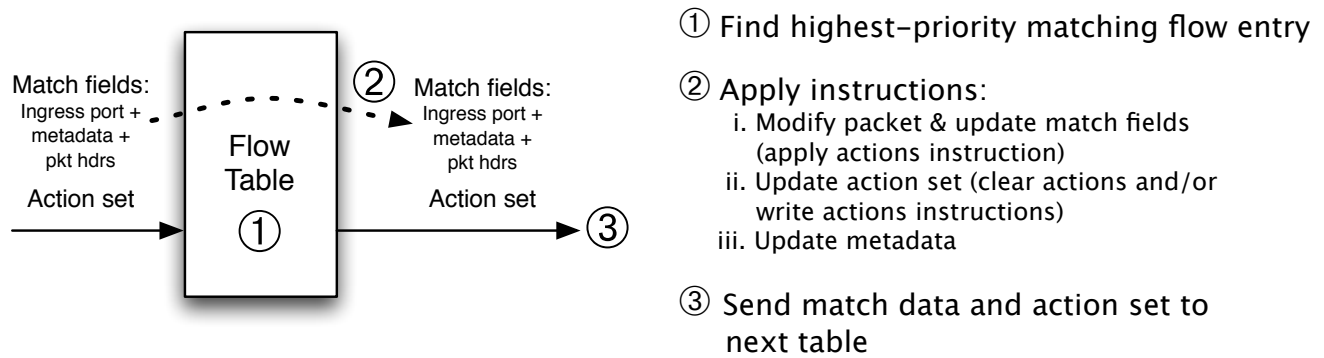 Match fields:
Ingress port +
metadata +
pkt hdrs
Action set
Flow
Table
①
②
Match fields:
Ingress port +
metadata +
pkt hdrs
Action set
③
① Find highest-priority matching flow entry
② Apply instructions:
i. Modify packet & update match fields
(apply actions instruction)
ii. Update action set (clear actions and/or
write actions instructions)
iii. Update metadata
③ Send match data and action set to
next table